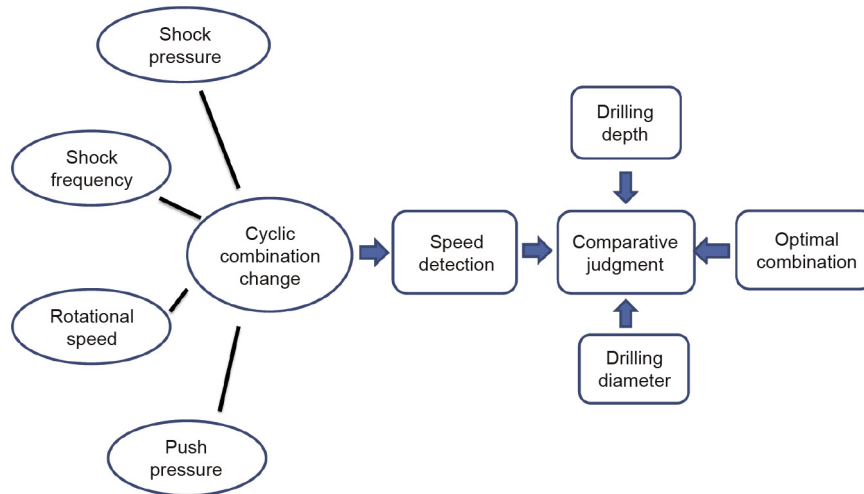 Shock
pressure
Shock
frequency
Rotational
speed
Push
pressure
Cyclic
combination
change
Speed
detection
Drilling
depth
Comparative
judgment
Drilling
diameter
Optimal
combination